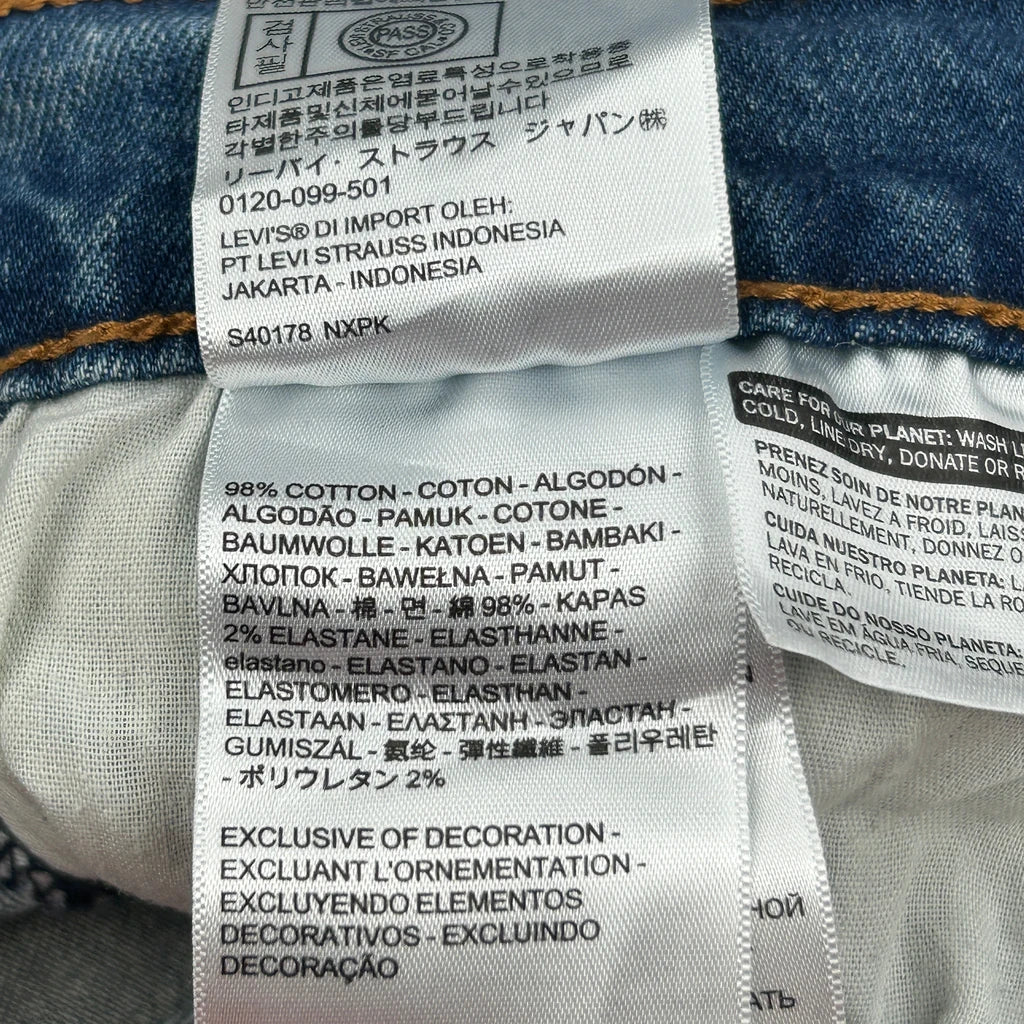 검사필
PASS
인디고제품은염료특성으로착용중
타제품및신체에묻어날수있으므로
각별한주의를당부드립니다
リーバイ・ストラウス ジャパン㈱
0120-099-501
LEVI'S® DI IMPORT OLEH:
PT LEVI STRAUSS INDONESIA
JAKARTA - INDONESIA
S40178 NXPK
98% COTTON - COTON - ALGODÓN -
ALGODÃO - PAMUK - COTONE -
BAUMWOLLE - KATOEN - BAMBAKI -
ХЛОПОК - BAWEŁNA - PAMUT -
BAVLNA - 棉 - 면 - 綿 98% - KAPAS
2% ELASTANE - ELASTHANNE -
elastano - ELASTANO - ELASTAN -
ELASTOMERO - ELASTHAN -
ELASTAAN - ΕΛΑΣΤΑΝΗ - ЭЛАСТАН -
GUMISZÁL - 氨纶 - 彈性纖維 - 폴리우레탄
- ポリウレタン 2%
EXCLUSIVE OF DECORATION -
EXCLUANT L'ORNEMENTATION -
EXCLUYENDO ELEMENTOS
DECORATIVOS - EXCLUINDO
DECORAÇÃO
CARE FOR OUR PLANET: WASH
COLD, LINE DRY, DONATE OR
PRENEZ SOIN DE NOTRE
MOINS, LAVEZ À FROID,
NATURELLEMENT, DONNEZ
CUIDA NUESTRO PLANETA:
LAVA EN FRIO, TIENDE LA
RECICLA.
CUIDE DO NOSSO PLANETA:
LAVE EM ÁGUA FRIA, SEQUE
OU RECICLE.